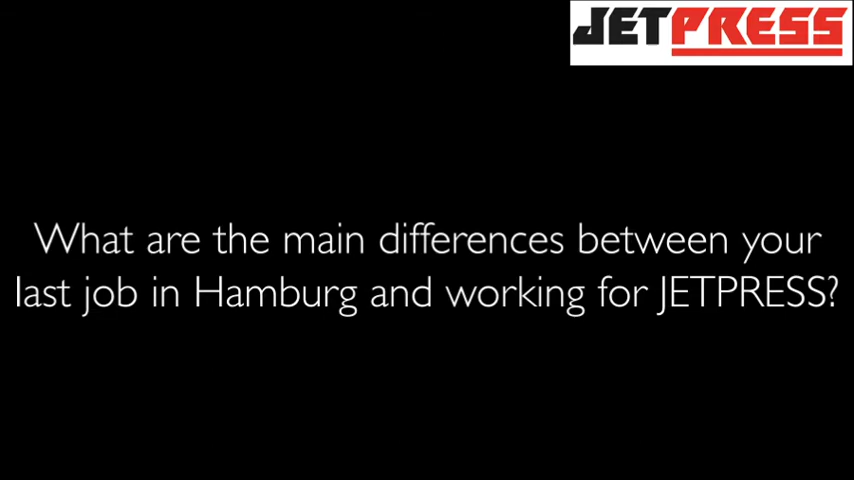 JETPRESS
What are the main differences between your
last job in Hamburg and working for JETPRESS?